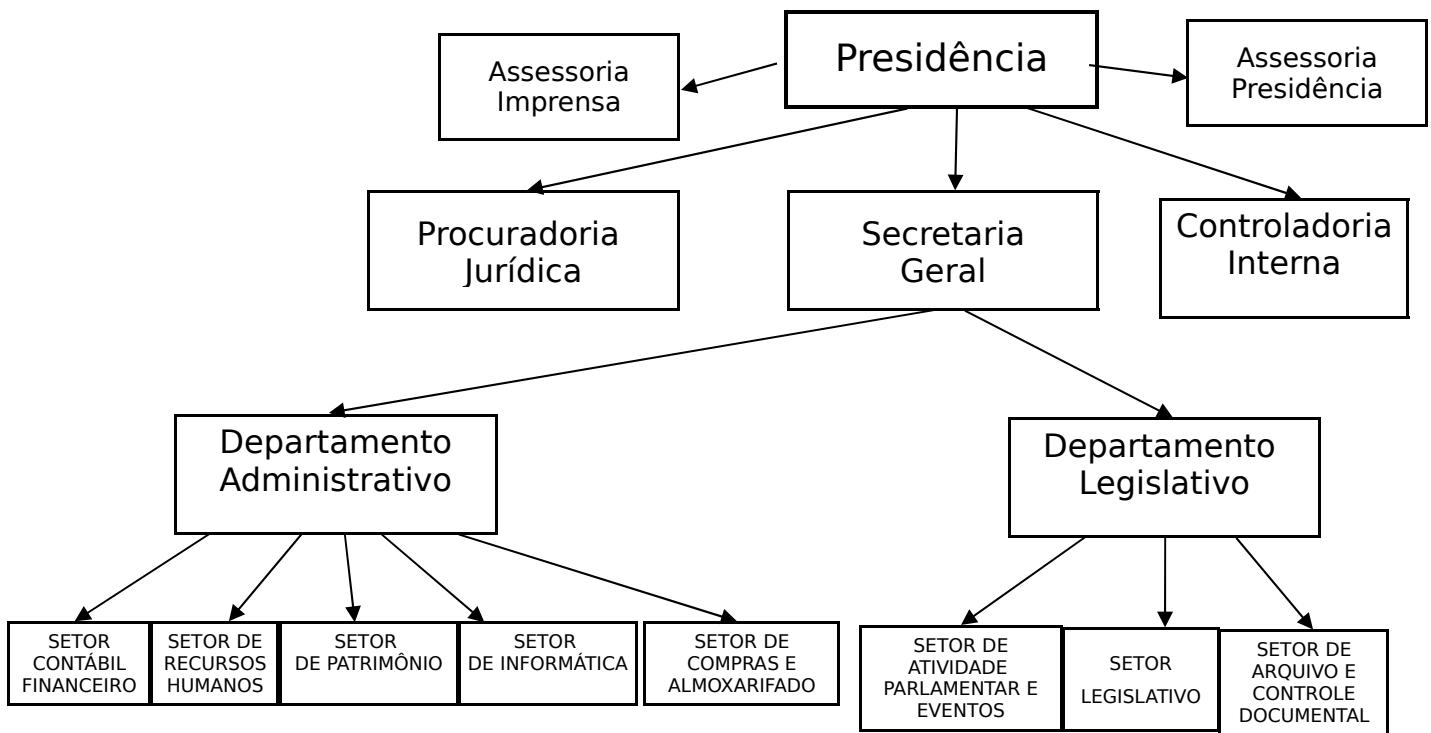 Assessoria
Imprensa
Presidência
Assessoria
Presidência
Procuradoria
Jurídica
Secretaria
Geral
Controladoria
Interna
Departamento
Administrativo
Departamento
Legislativo
SETOR
CONTÁBIL
FINANCEIRO
SETOR DE
RECURSOS
HUMANOS
SETOR
DE PATRIMÔNIO
SETOR
DE INFORMÁTICA
SETOR DE
COMPRAS E
ALMOXARIFADO
SETOR DE
ATIVIDADE
PARLAMENTAR E
EVENTOS
SETOR
LEGISLATIVO
SETOR DE
ARQUIVO E
CONTROLE
DOCUMENTAL